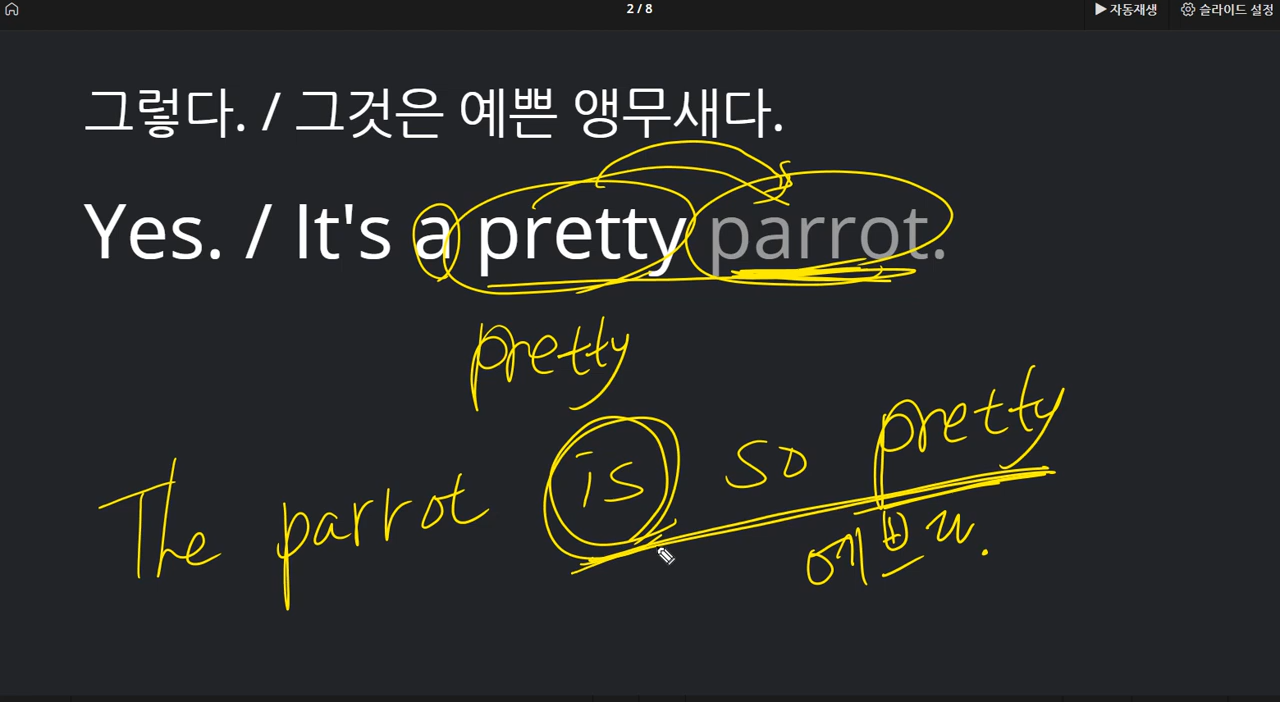 2 / 8
자동재생
슬라이드 설정
그렇다. / 그것은 예쁜 앵무새다.
Yes. / It's a pretty parrot.
pretty
The parrot is so pretty
예쁘